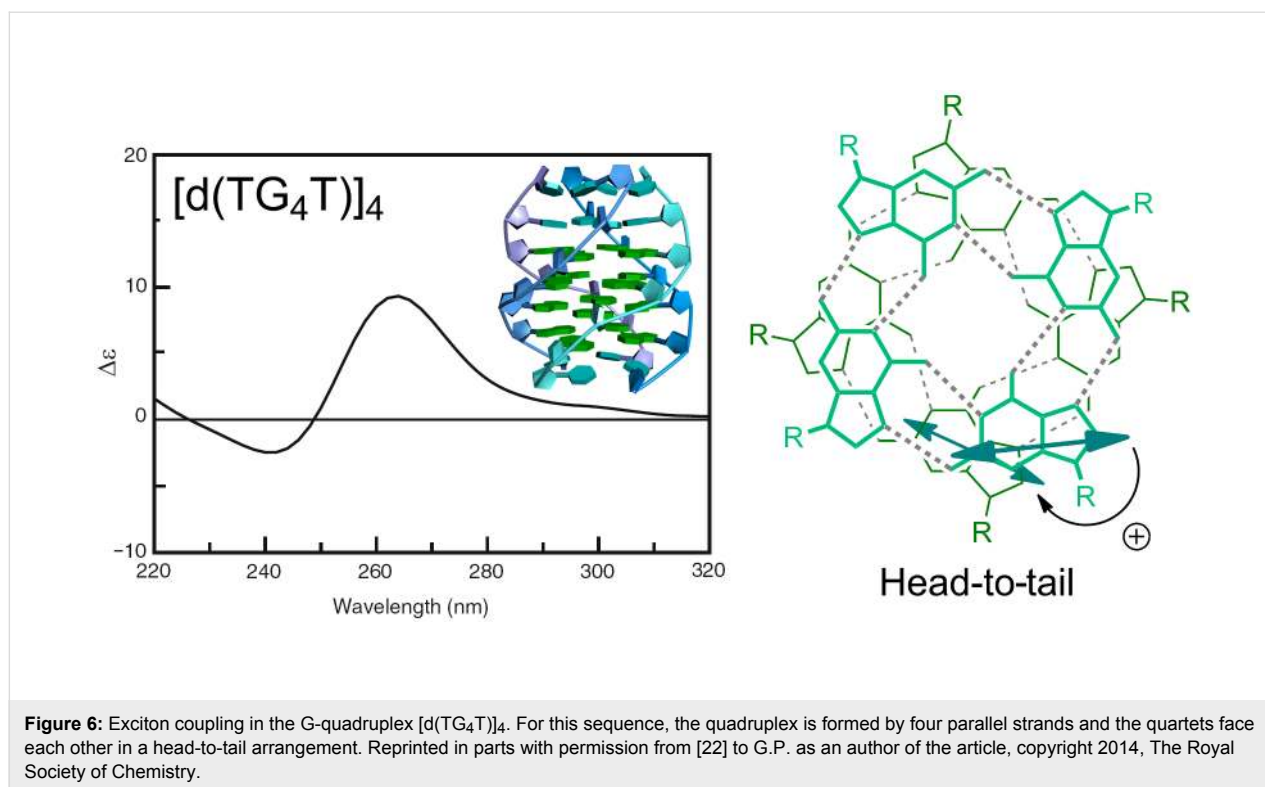 20
[d(TG₄T)]₄
10
Δε
0
−10
220 240 260 280 300 320
Wavelength (nm)
R
R
R
R
R
R
R
R
⊕
Head-to-tail
Figure 6: Exciton coupling in the G-quadruplex [d(TG₄T)]₄. For this sequence, the quadruplex is formed by four parallel strands and the quartets face
each other in a head-to-tail arrangement. Reprinted in parts with permission from [22] to G.P. as an author of the article, copyright 2014, The Royal
Society of Chemistry.